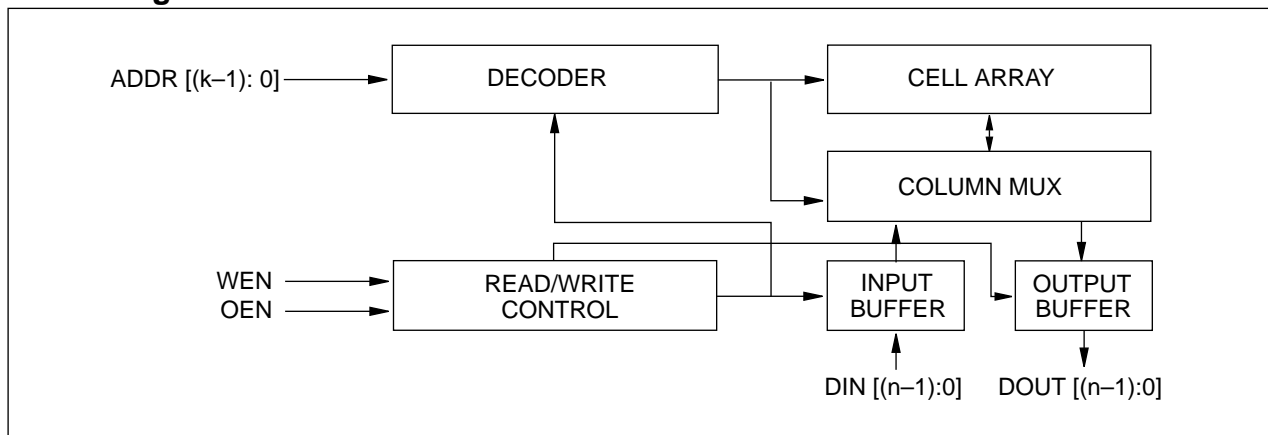 ADDR [(k–1): 0]
DECODER
CELL ARRAY
COLUMN MUX
WEN
OEN
READ/WRITE
CONTROL
INPUT
BUFFER
OUTPUT
BUFFER
DIN [(n–1):0]
DOUT [(n–1):0]